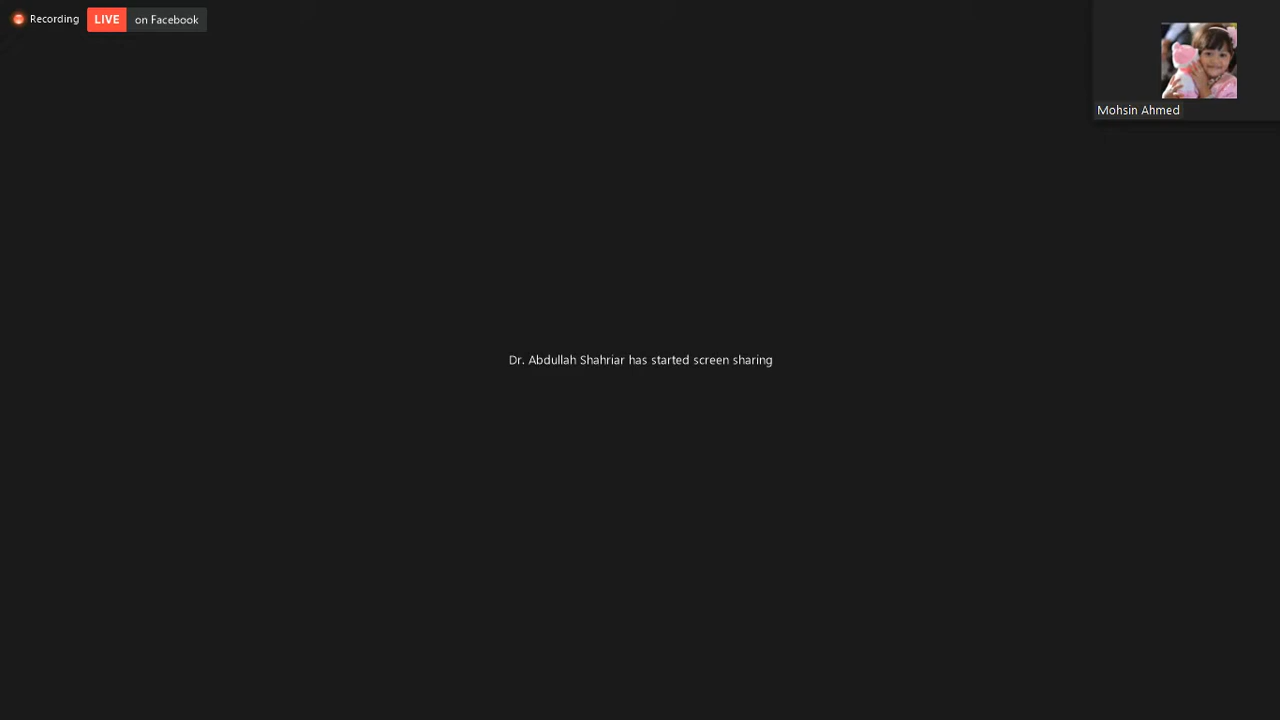 Recording
LIVE on Facebook
Mohsin Ahmed
Dr. Abdullah Shahriar has started screen sharing